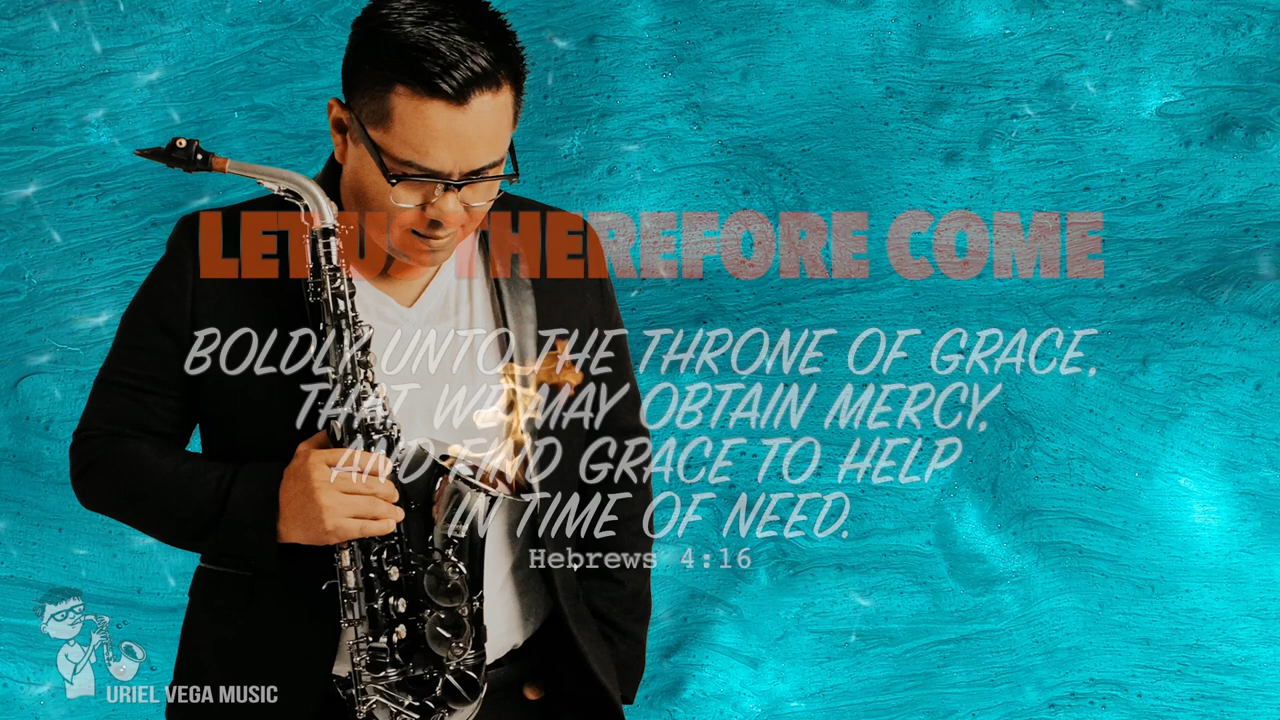 LET US THEREFORE COME
BOLDLY UNTO THE THRONE OF GRACE,
THAT WE MAY OBTAIN MERCY,
AND FIND GRACE TO HELP
IN TIME OF NEED.
Hebrews 4:16
URIEL VEGA MUSIC